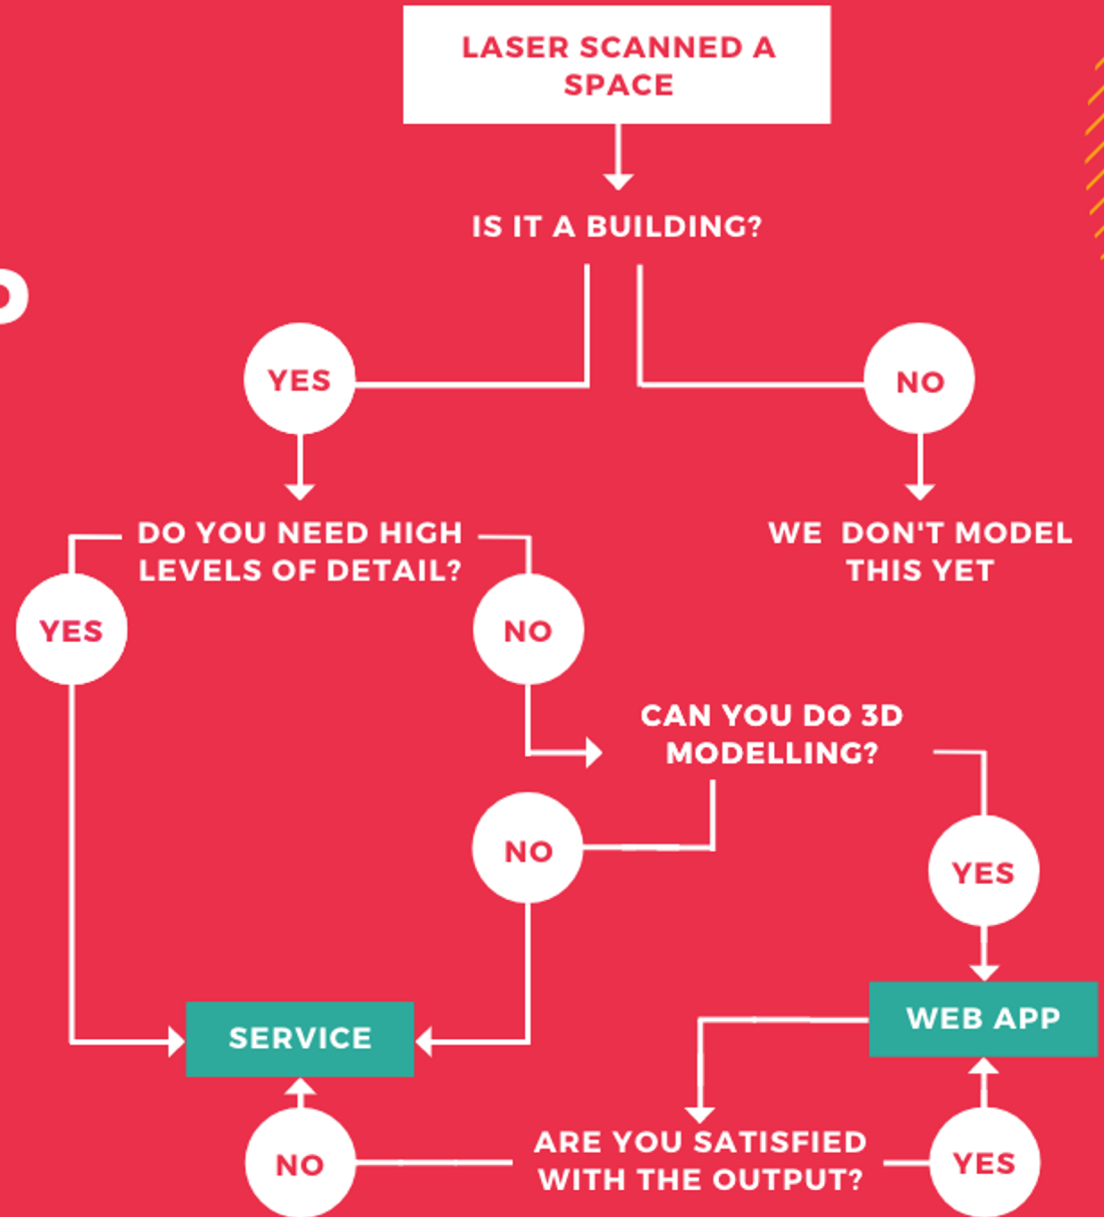 LASER SCANNED A
SPACE
IS IT A BUILDING?
YES
NO
DO YOU NEED HIGH
LEVELS OF DETAIL?
WE DON'T MODEL
THIS YET
YES
NO
CAN YOU DO 3D
MODELLING?
NO
YES
SERVICE
WEB APP
ARE YOU SATISFIED
WITH THE OUTPUT?
NO
YES